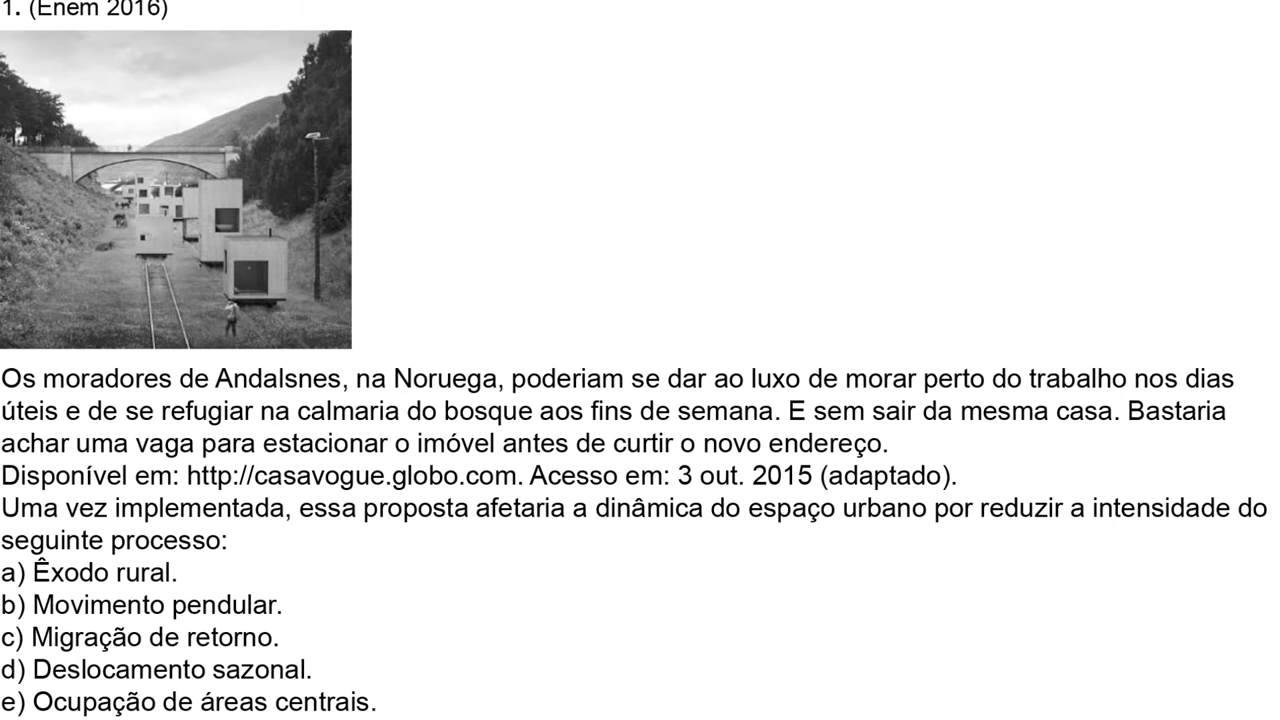 1. (Enem 2016)
Os moradores de Andalsnes, na Noruega, poderiam se dar ao luxo de morar perto do trabalho nos dias
úteis e de se refugiar na calmaria do bosque aos fins de semana. E sem sair da mesma casa. Bastaria
achar uma vaga para estacionar o imóvel antes de curtir o novo endereço.
Disponível em: http://casavogue.globo.com. Acesso em: 3 out. 2015 (adaptado).
Uma vez implementada, essa proposta afetaria a dinâmica do espaço urbano por reduzir a intensidade do
seguinte processo:
a) Êxodo rural.
b) Movimento pendular.
c) Migração de retorno.
d) Deslocamento sazonal.
e) Ocupação de áreas centrais.